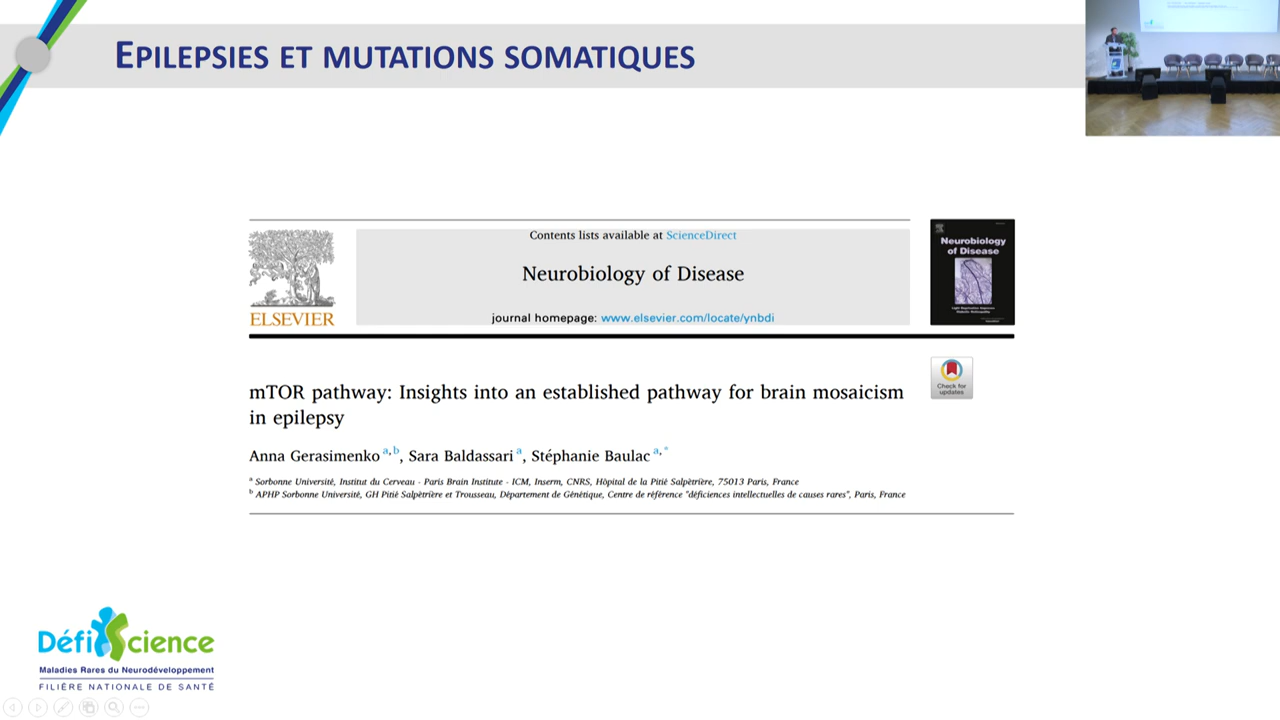 EPILEPSIES ET MUTATIONS SOMATIQUES
Contents lists available at ScienceDirect
Neurobiology of Disease
journal homepage: www.elsevier.com/locate/ynbdi
ELSEVIER
Neurobiology
of Disease
Check for
updates
mTOR pathway: Insights into an established pathway for brain mosaicism
in epilepsy
Anna Gerasimenko a,b, Sara Baldassari a, Stéphanie Baulac a,*
a Sorbonne Université, Institut du Cerveau - Paris Brain Institute - ICM, Inserm, CNRS, Hôpital de la Pitié Salpêtrière, 75013 Paris, France
b APHP Sorbonne Université, GH Pitié Salpêtrière et Trousseau, Département de Génétique, Centre de référence "déficiences intellectuelles de causes rares", Paris, France
Défi Science
Maladies Rares du Neurodéveloppement
FILIÈRE NATIONALE DE SANTÉ